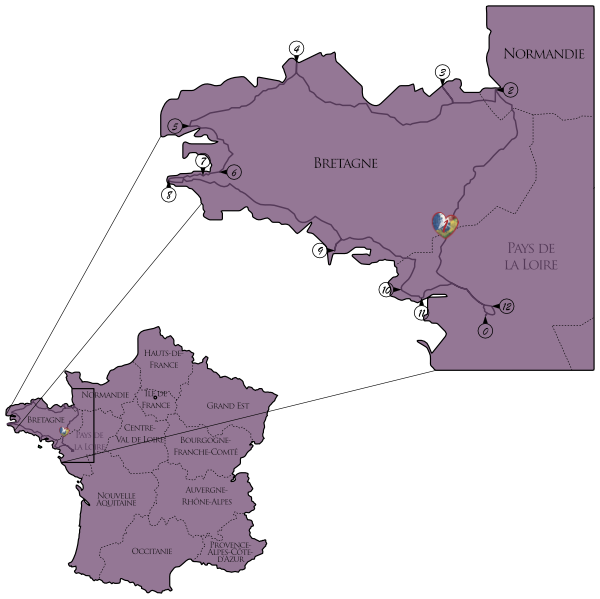 Normandie
4
3
2
5
Bretagne
7
6
8
Pays de
la Loire
9
10
11
12
0
Hauts-de
France
Normandie
Île de
France
Grand Est
Bretagne
Centre-
Val de Loire
Pays de
la Loire
Bourgogne-
Franche-Comté
Nouvelle
Aquitaine
Auvergne-
Rhône-Alpes
Occitanie
Provence-
Alpes-Côte-
d'Azur